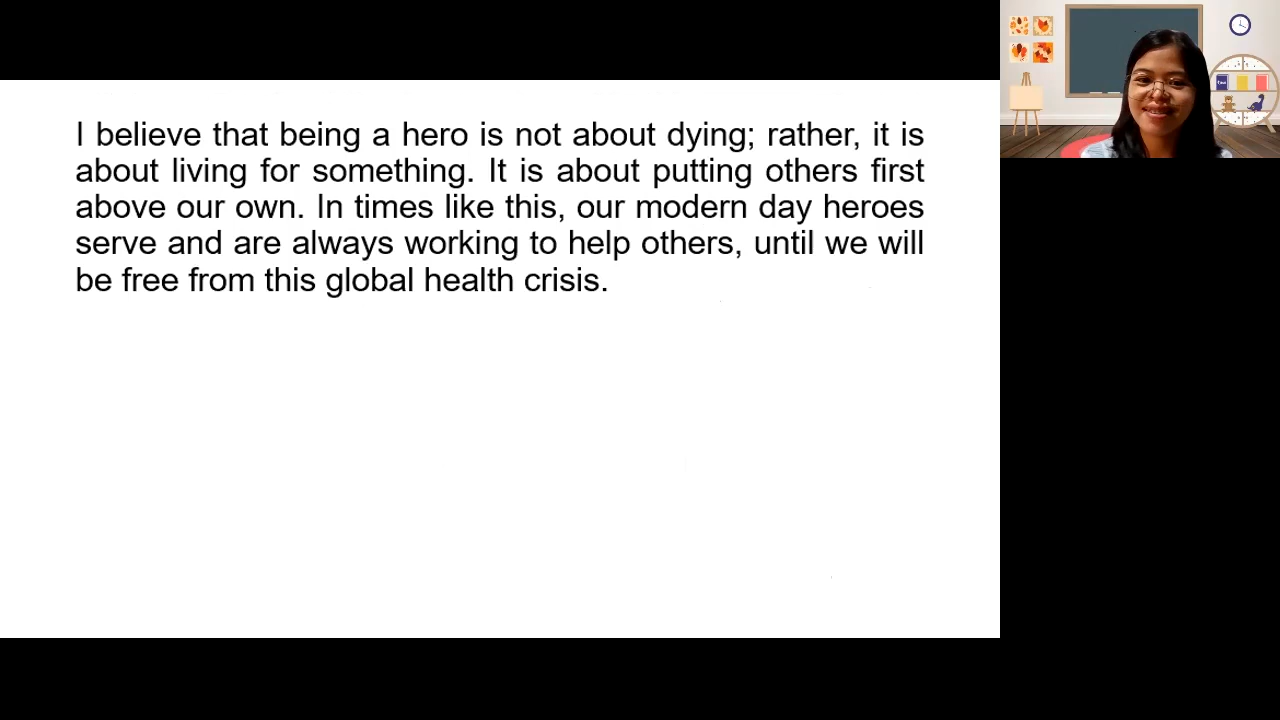 I believe that being a hero is not about dying; rather, it is
about living for something. It is about putting others first
above our own. In times like this, our modern day heroes
serve and are always working to help others, until we will
be free from this global health crisis.